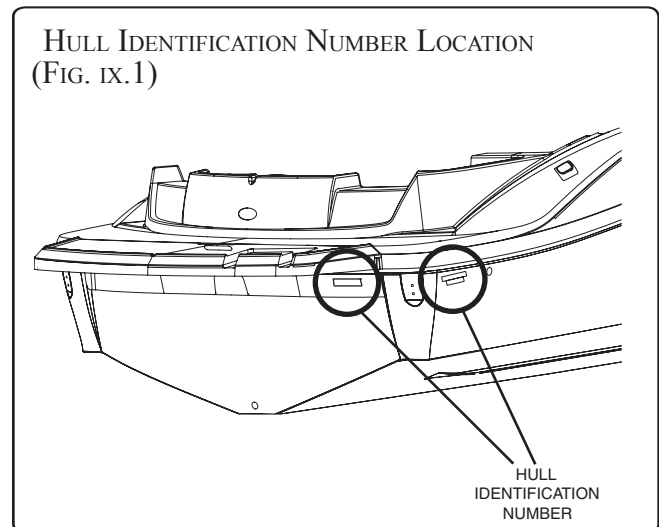 Hull Identification Number Location
(Fig. ix.1)
HULL
IDENTIFICATION
NUMBER